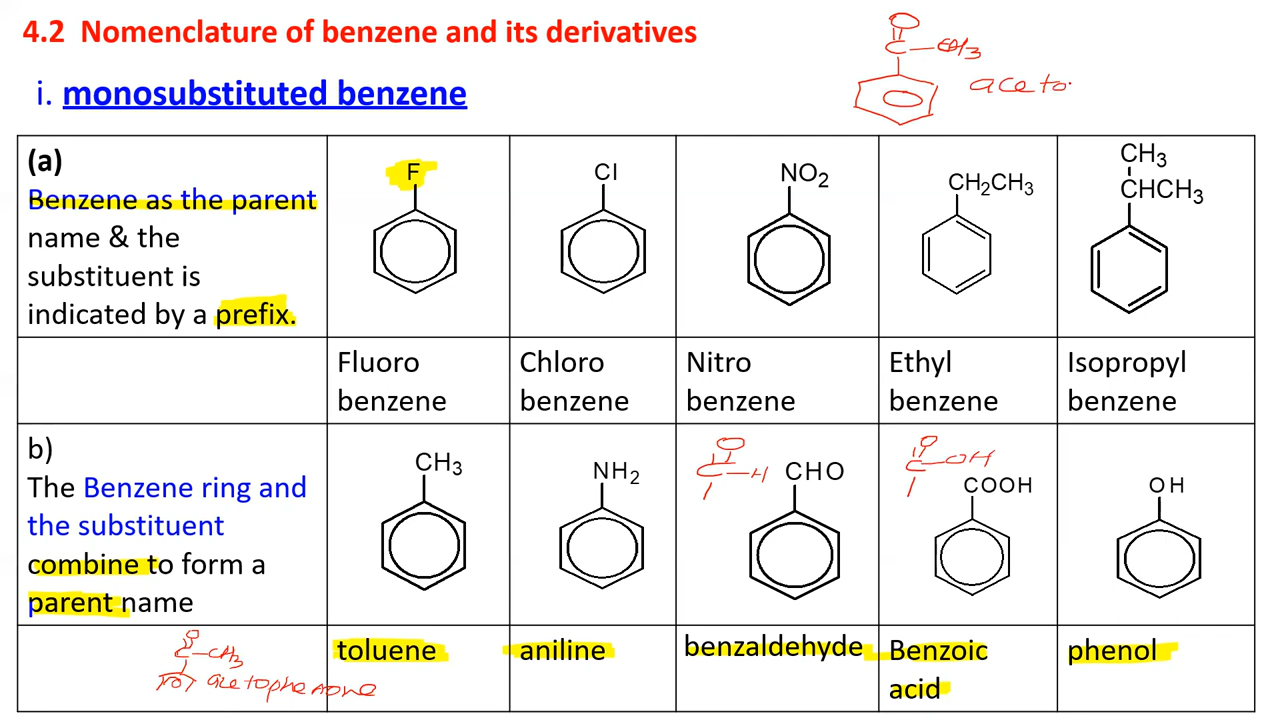 4.2 Nomenclature of benzene and its derivatives
O
C—CH3
aceto
i. monosubstituted benzene
(a)
Benzene as the parent
name & the
substituent is
indicated by a prefix.
F
Cl
NO2
CH2CH3
CH3
CHCH3
Fluoro
benzene
Chloro
benzene
Nitro
benzene
Ethyl
benzene
Isopropyl
benzene
b)
The Benzene ring and
the substituent
combine to form a
parent name
CH3
NH2
O
C—H
CHO
O
C—OH
COOH
OH
O
C—CH3
acetophenone
toluene
aniline
benzaldehyde
Benzoic
acid
phenol